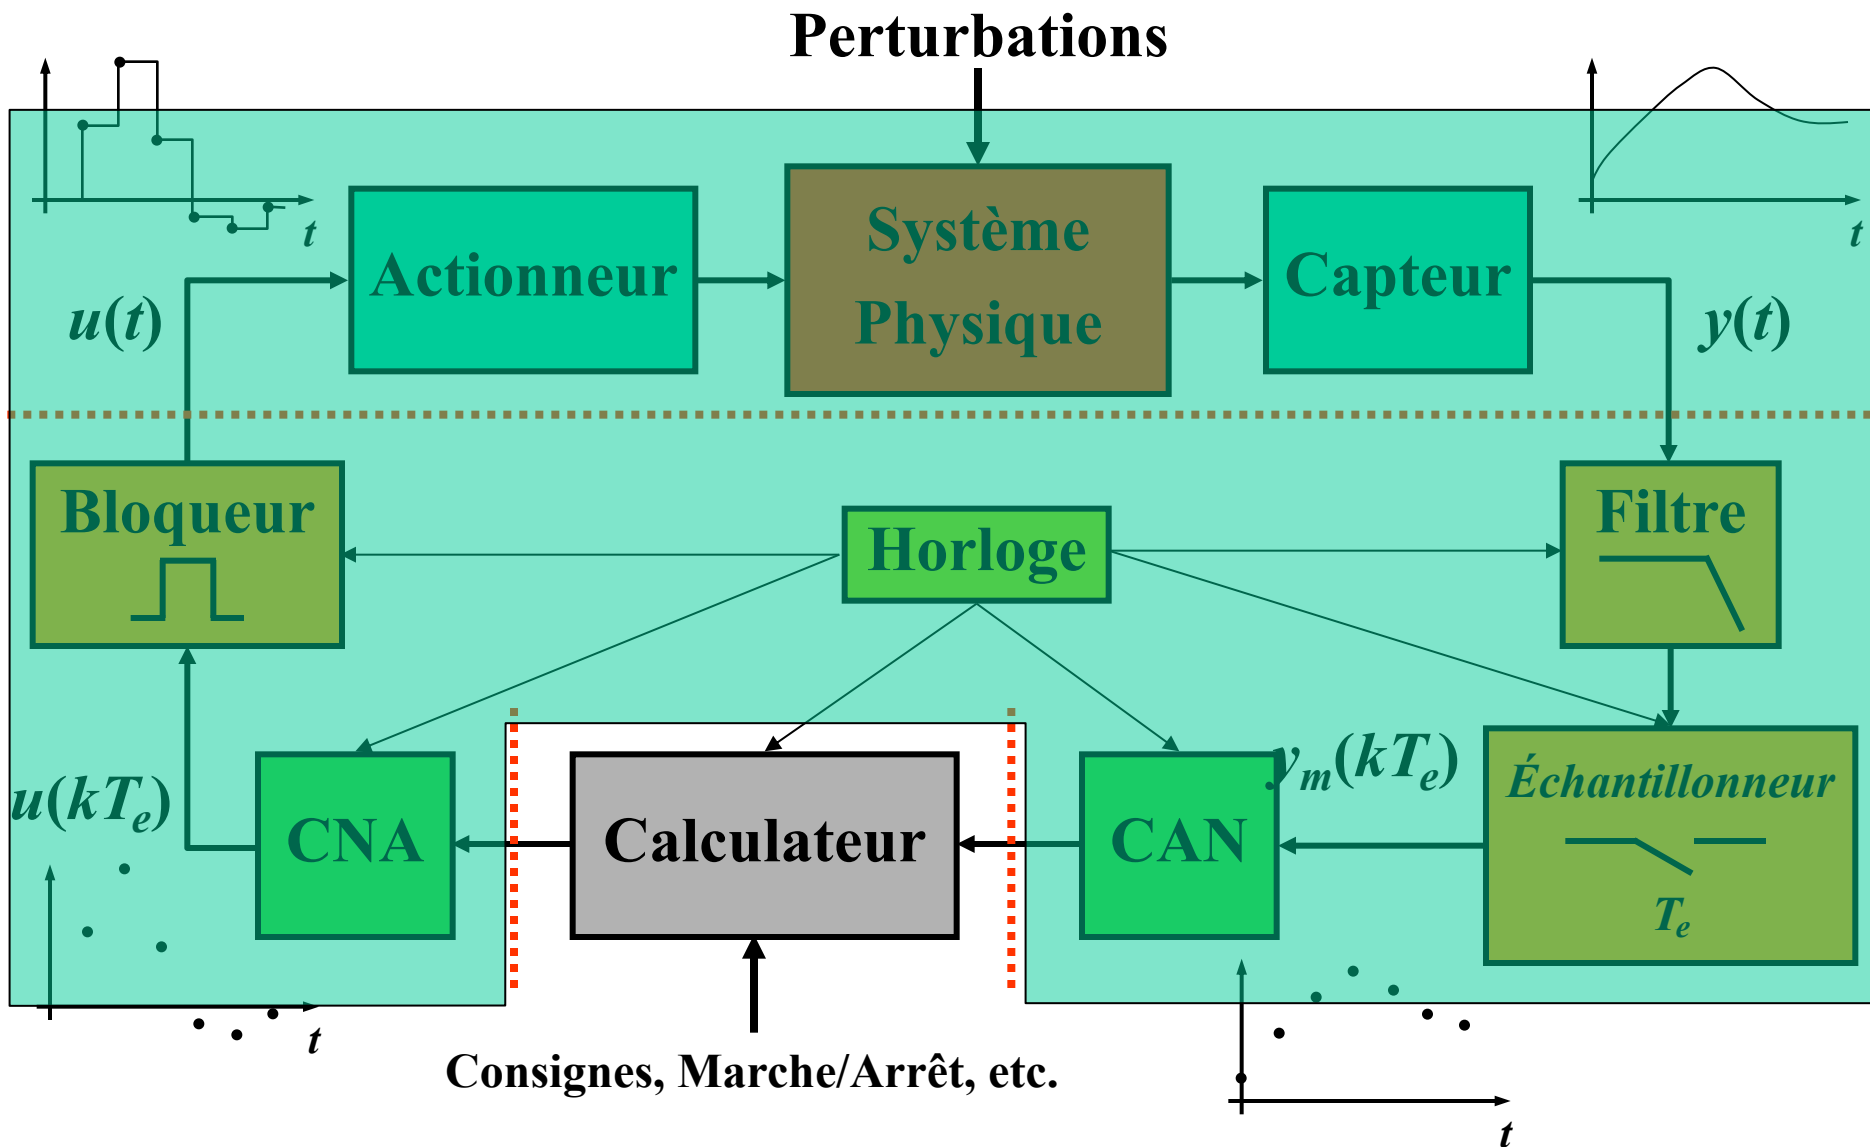 Perturbations
t
Actionneur
Système
Physique
Capteur
t
u(t)
y(t)
Bloqueur
Horloge
Filtre
u(kTe)
CNA
Calculateur
CAN
ym(kTe)
Échantillonneur
Te
t
Consignes, Marche/Arrêt, etc.
t